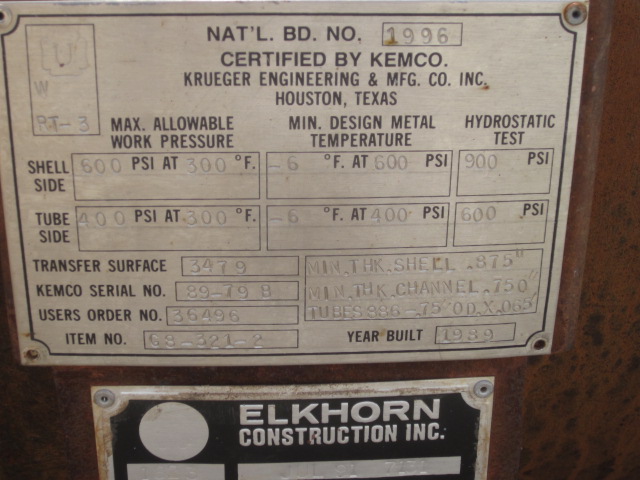 U
W
RT-3
NAT'L. BD. NO. 1996
CERTIFIED BY KEMCO.
KRUEGER ENGINEERING & MFG. CO. INC.
HOUSTON, TEXAS
MAX. ALLOWABLE WORK PRESSURE
MIN. DESIGN METAL TEMPERATURE
HYDROSTATIC TEST
SHELL SIDE 600 PSI AT 300 °F. -6 °F. AT 600 PSI 900 PSI
TUBE SIDE 400 PSI AT 300 °F. -6 °F. AT 400 PSI 600 PSI
TRANSFER SURFACE 3479
KEMCO SERIAL NO. 89-79 B
USERS ORDER NO. 36496
ITEM NO. 68-321-2
MIN.THK.SHELL .875"
MIN.THK.CHANNEL .750"
TUBES 986-.75"OD.X.065"
YEAR BUILT 1989
ELKHORN
CONSTRUCTION INC.